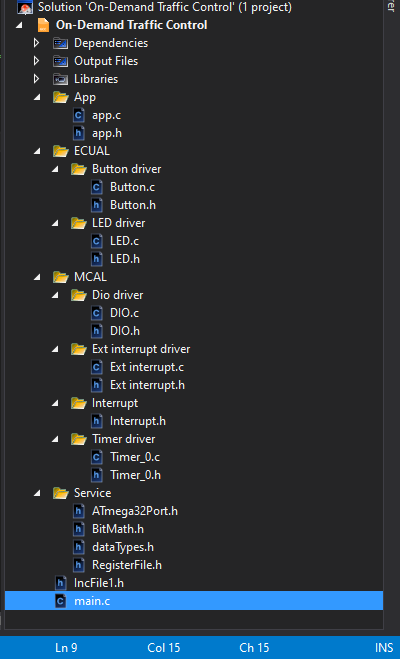 Solution 'On-Demand Traffic Control' (1 project)
On-Demand Traffic Control
Dependencies
Output Files
Libraries
App
app.c
app.h
ECUAL
Button driver
Button.c
Button.h
LED driver
LED.c
LED.h
MCAL
Dio driver
DIO.c
DIO.h
Ext interrupt driver
Ext interrupt.c
Ext interrupt.h
Interrupt
Interrupt.h
Timer driver
Timer_0.c
Timer_0.h
Service
ATmega32Port.h
BitMath.h
dataTypes.h
RegisterFile.h
IncFile1.h
main.c
Ln 9 Col 15 Ch 15 INS